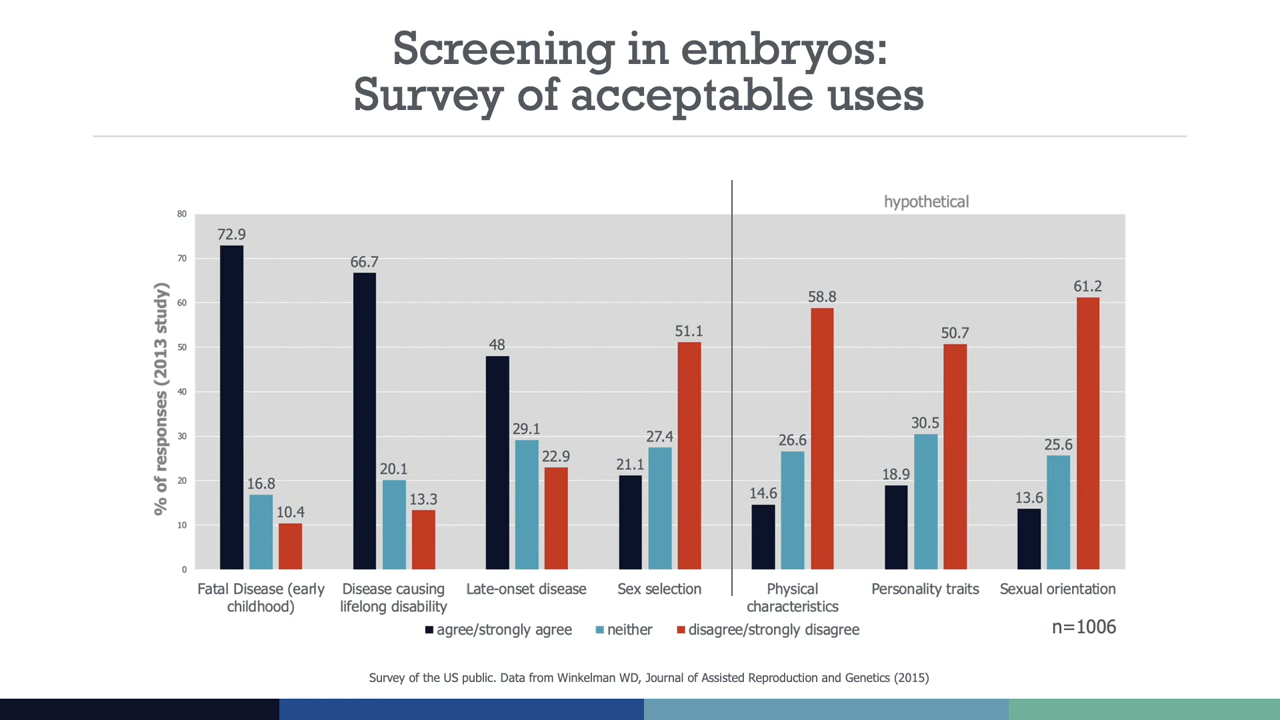 Screening in embryos:
Survey of acceptable uses
hypothetical
% of responses (2013 study)
80
70
60
50
40
30
20
10
0
72.9
16.8
10.4
66.7
20.1
13.3
48
29.1
22.9
21.1
27.4
51.1
14.6
26.6
58.8
18.9
30.5
50.7
13.6
25.6
61.2
Fatal Disease (early
childhood)
Disease causing
lifelong disability
Late-onset disease
Sex selection
Physical
characteristics
Personality traits
Sexual orientation
agree/strongly agree
neither
disagree/strongly disagree
n=1006
Survey of the US public. Data from Winkelman WD, Journal of Assisted Reproduction and Genetics (2015)